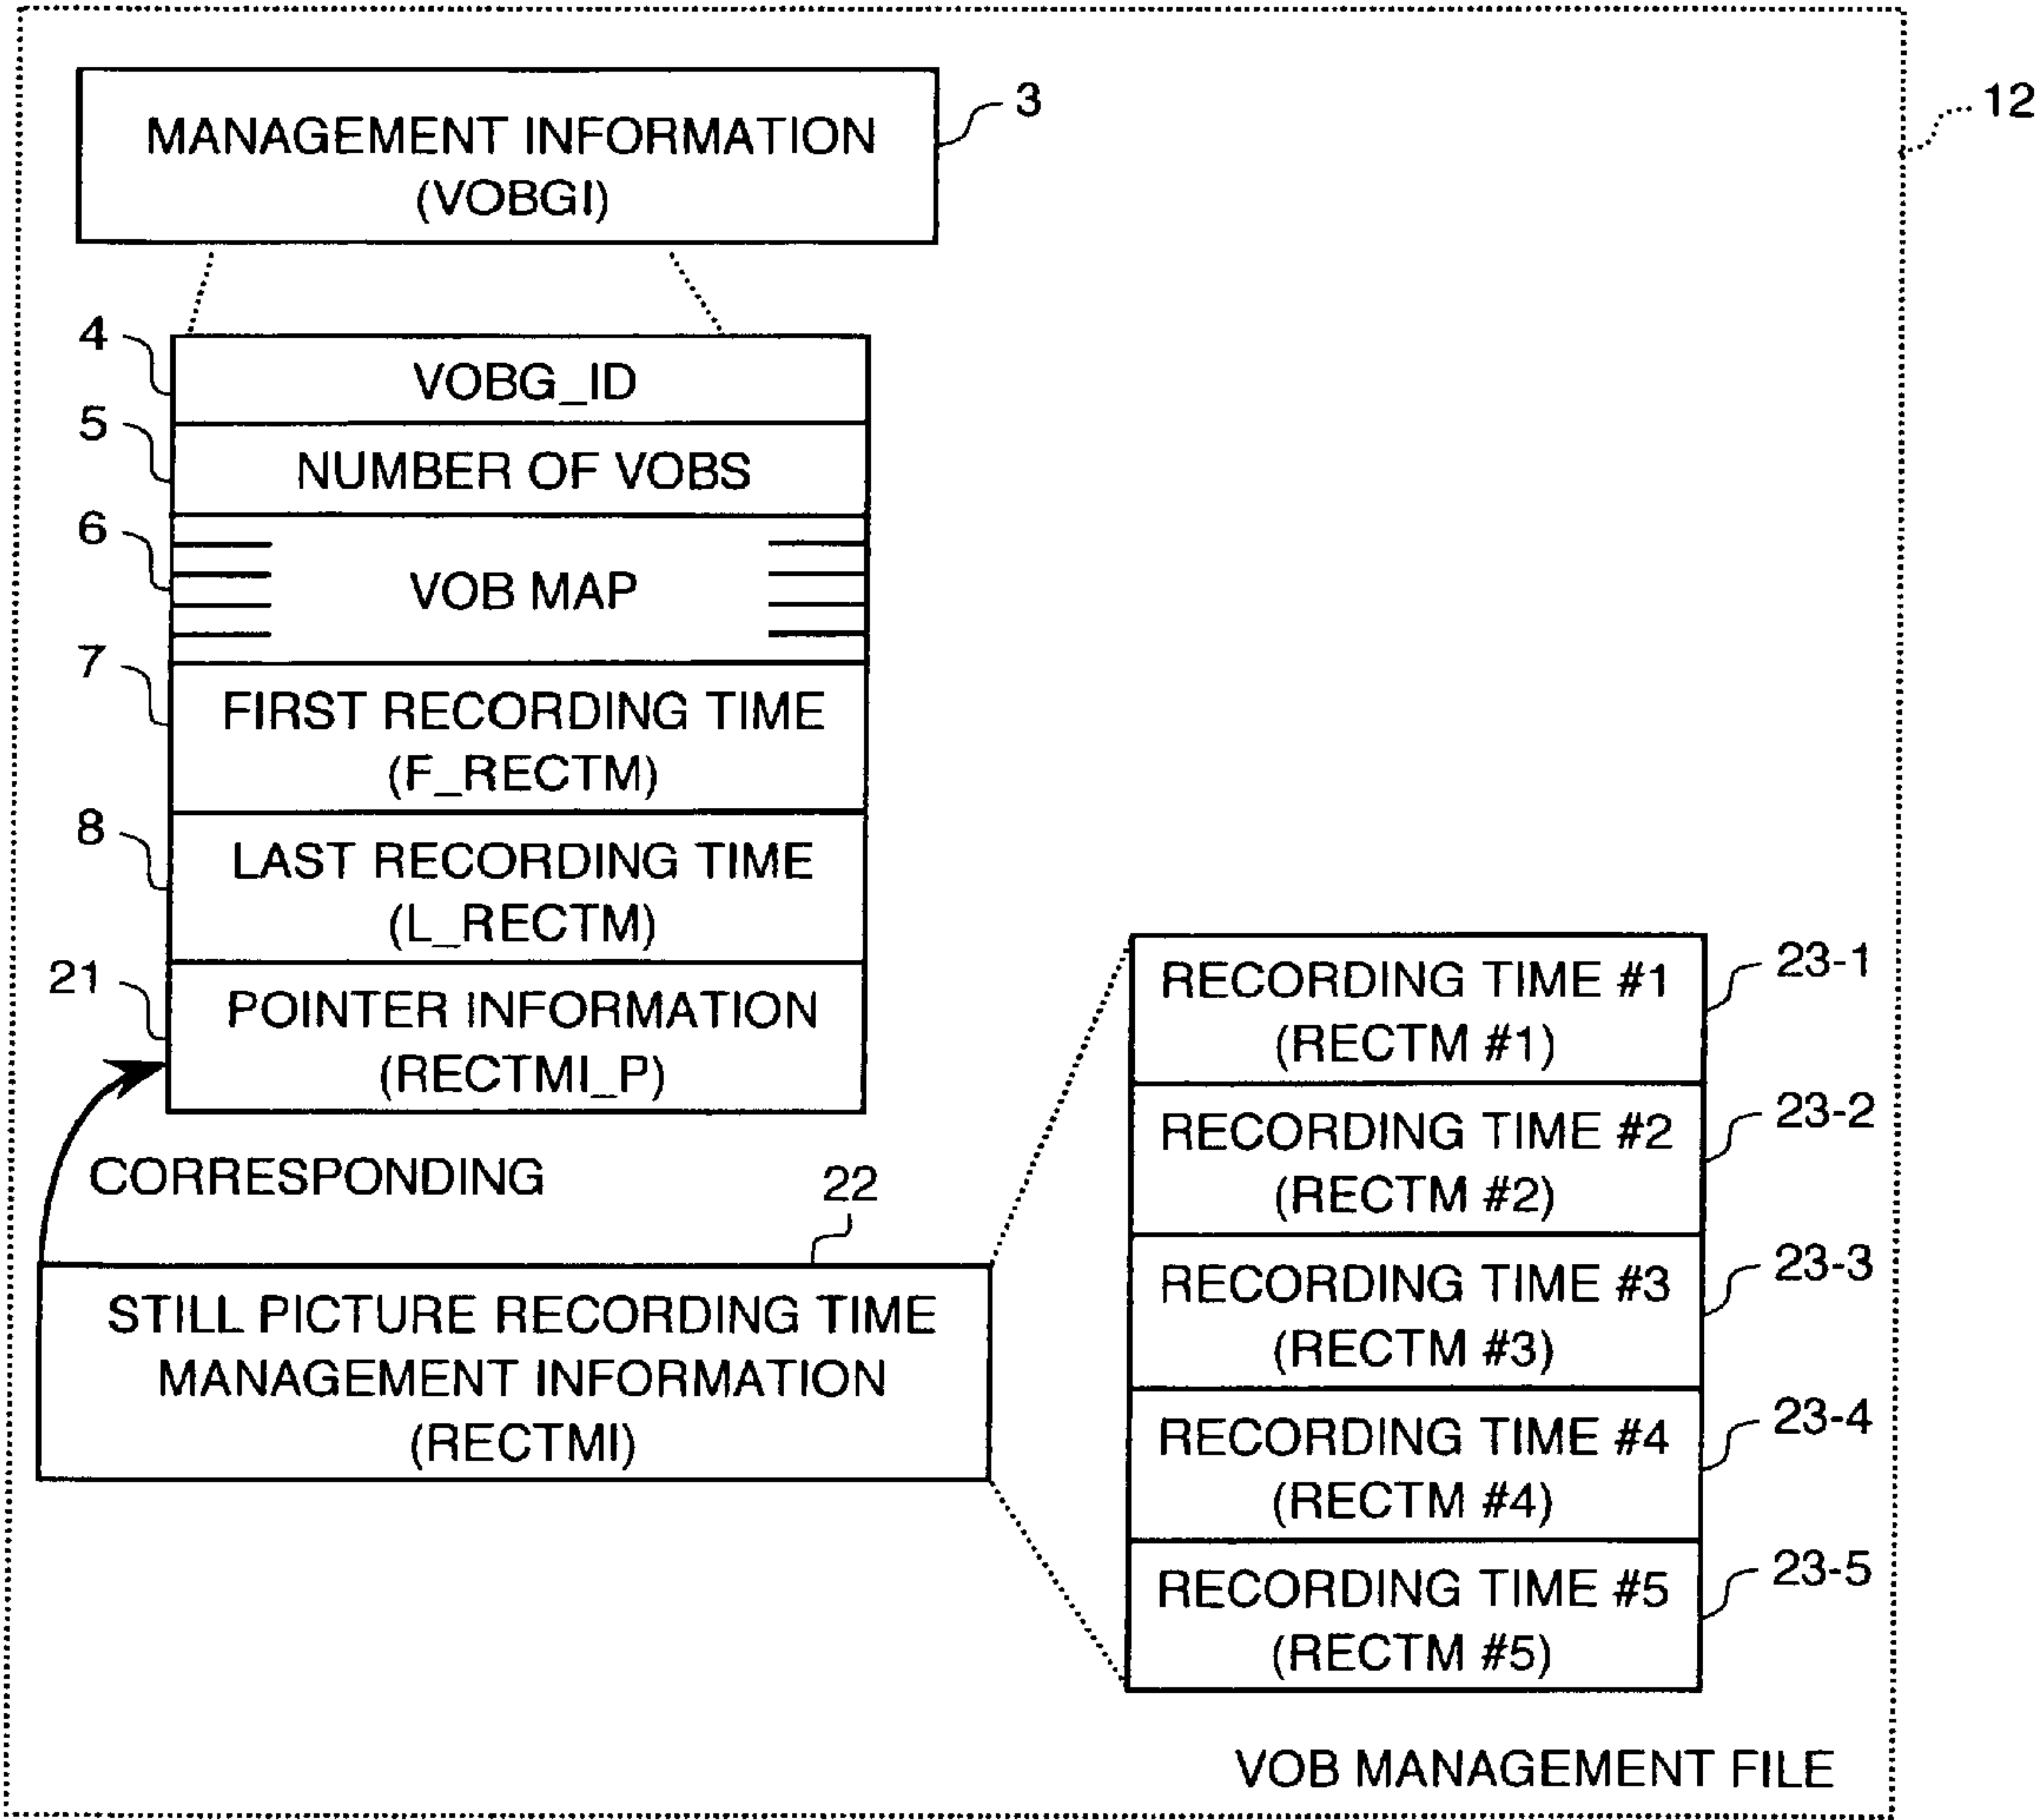 3
12
MANAGEMENT INFORMATION
(VOBGI)
4
VOBG_ID
5
NUMBER OF VOBS
6
VOB MAP
7
FIRST RECORDING TIME
(F_RECTM)
8
LAST RECORDING TIME
(L_RECTM)
21
POINTER INFORMATION
(RECTMI_P)
CORRESPONDING
22
STILL PICTURE RECORDING TIME
MANAGEMENT INFORMATION
(RECTMI)
RECORDING TIME #1
(RECTM #1)
23-1
RECORDING TIME #2
(RECTM #2)
23-2
RECORDING TIME #3
(RECTM #3)
23-3
RECORDING TIME #4
(RECTM #4)
23-4
RECORDING TIME #5
(RECTM #5)
23-5
VOB MANAGEMENT FILE